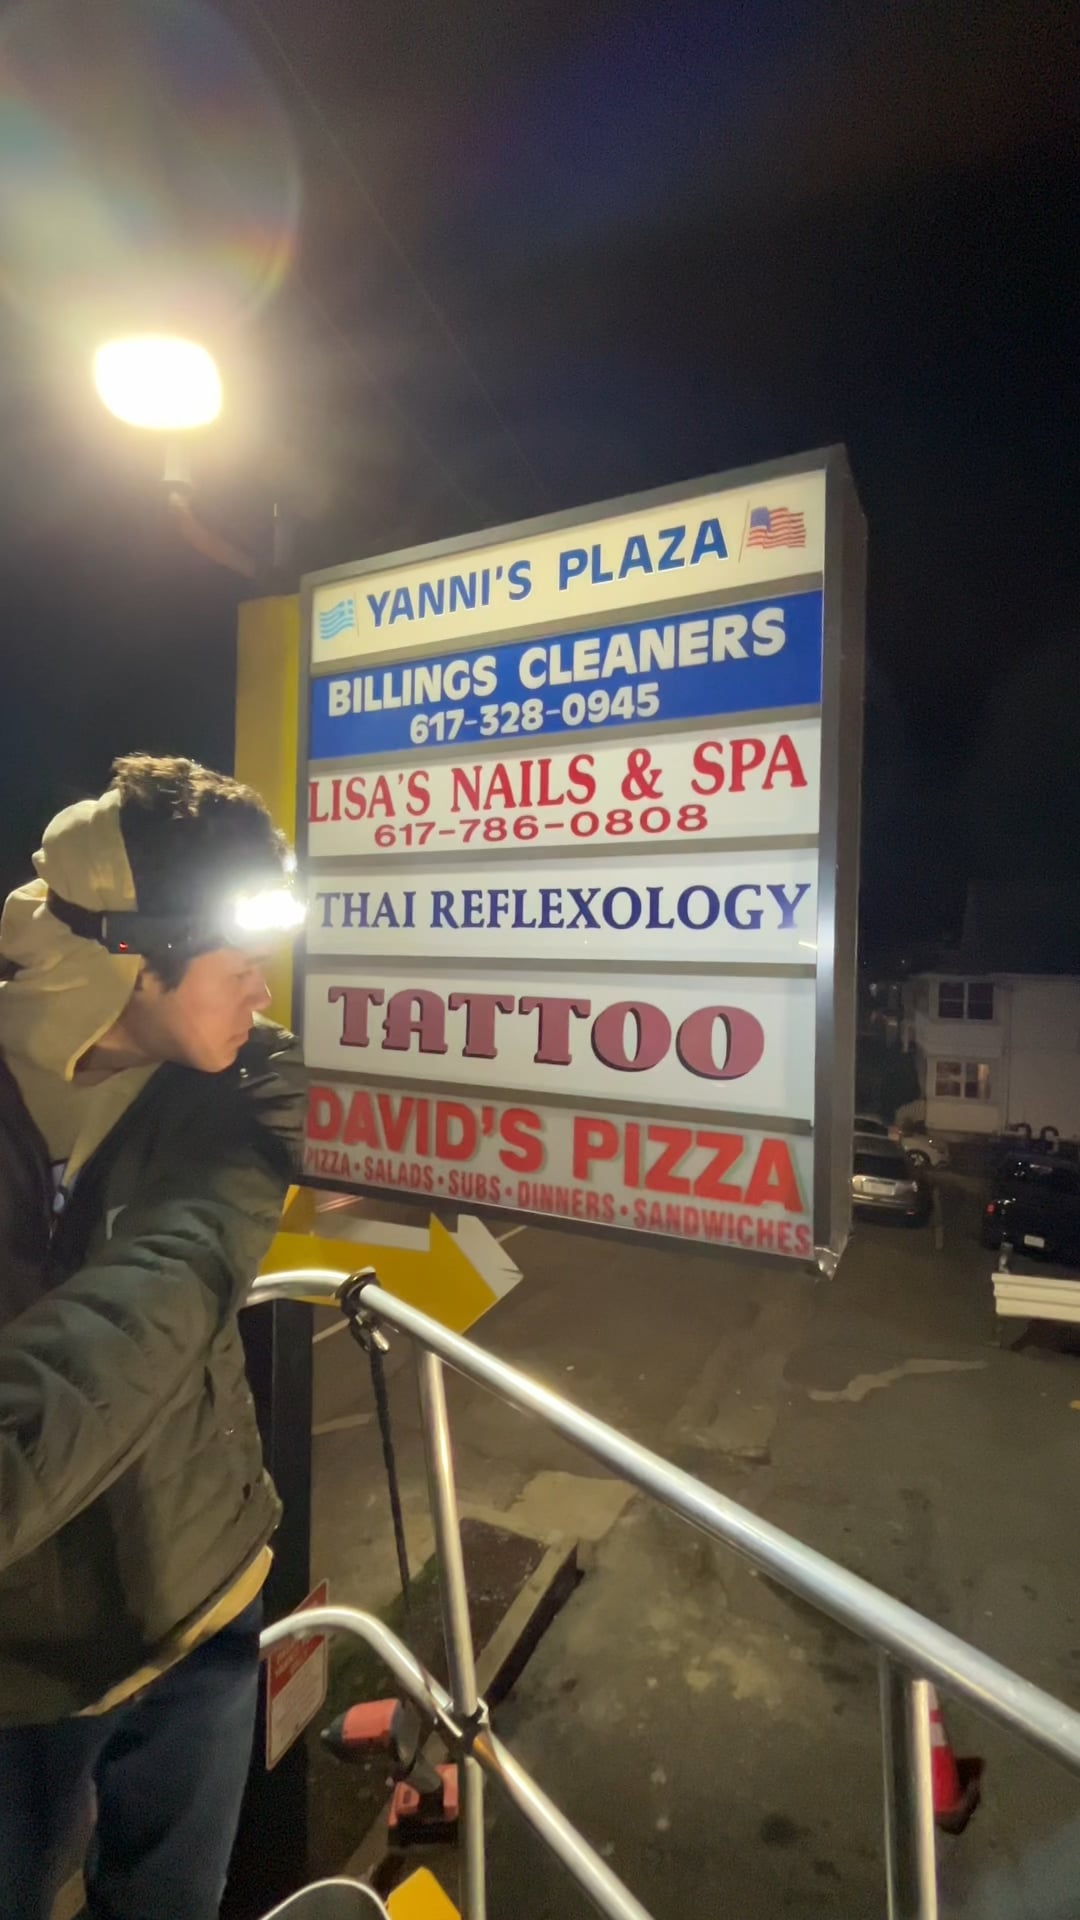 YANNI'S PLAZA
BILLINGS CLEANERS
617-328-0945
LISA'S NAILS & SPA
617-786-0808
THAI REFLEXOLOGY
TATTOO
DAVID'S PIZZA
PIZZA • SALADS • SUBS • DINNERS • SANDWICHES